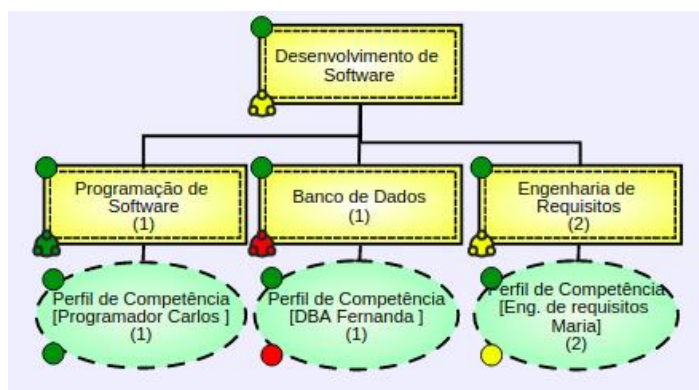 Desenvolvimento de
Software
Programação de
Software
(1)
Banco de Dados
(1)
Engenharia de
Requisitos
(2)
Perfil de Competência
[Programador Carlos ]
(1)
Perfil de Competência
[DBA Fernanda ]
(1)
Perfil de Competência
[Eng. de requisitos
Maria]
(2)